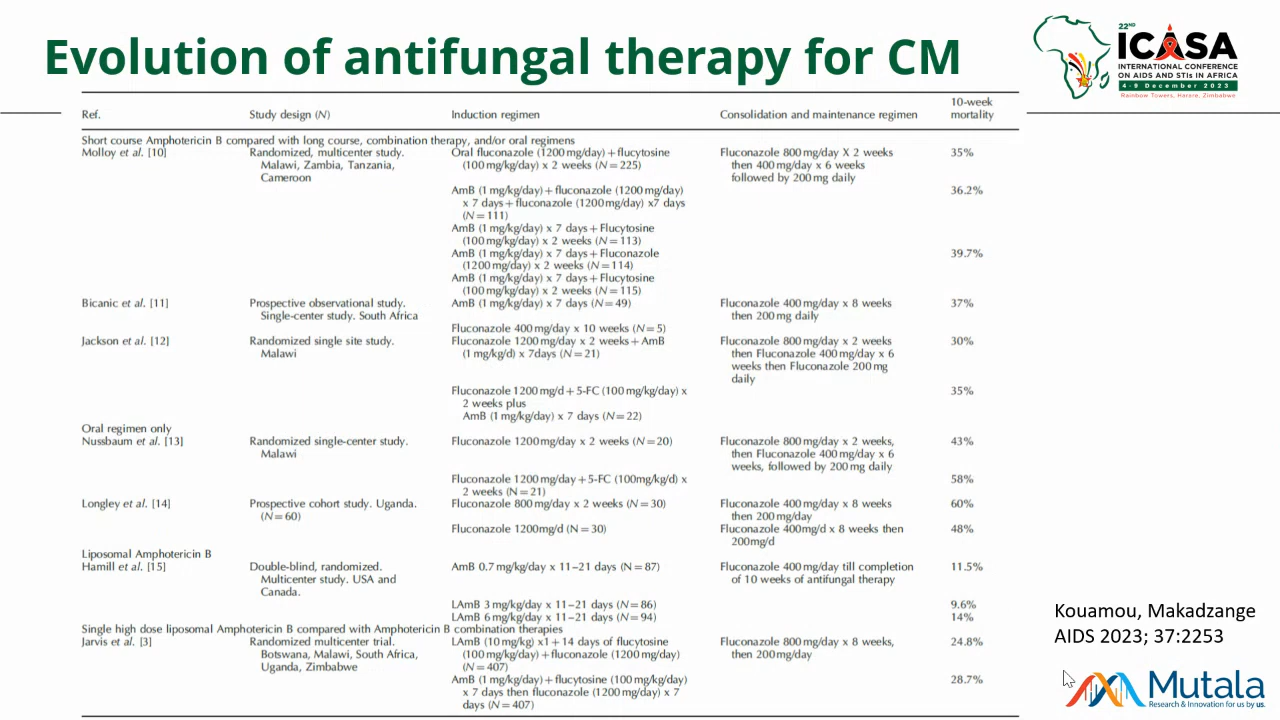 Evolution of antifungal therapy for CM
22ND
ICASA
INTERNATIONAL CONFERENCE
ON AIDS AND STIs IN AFRICA
4-9 December 2023
Rainbow Towers, Harare, Zimbabwe
Ref. Study design (N) Induction regimen Consolidation and maintenance regimen 10-week mortality
Short course Amphotericin B compared with long course, combination therapy, and/or oral regimens
Molloy et al. [10] Randomized, multicenter study. Oral fluconazole (1200 mg/day) + flucytosine Fluconazole 800 mg/day X 2 weeks 35%
Malawi, Zambia, Tanzania, (100 mg/kg/day) x 2 weeks (N = 225) then 400 mg/day x 6 weeks
Cameroon followed by 200 mg daily
AmB (1 mg/kg/day) + fluconazole (1200 mg/day) 36.2%
x 7 days + fluconazole (1200 mg/day) x7 days
(N = 111)
AmB (1 mg/kg/day) x 7 days + Flucytosine
(100 mg/kg/day) x 2 weeks (N = 113)
AmB (1 mg/kg/day) x 7 days + Fluconazole 39.7%
(1200 mg/day) x 2 weeks (N = 114)
AmB (1 mg/kg/day) x 7 days + Flucytosine
(100 mg/kg/day) x 2 weeks (N = 115)
Bicanic et al. [11] Prospective observational study. AmB (1 mg/kg/day) x 7 days (N = 49) Fluconazole 400 mg/day x 8 weeks 37%
Single-center study. South Africa then 200 mg daily
Fluconazole 400 mg/day x 10 weeks (N = 5)
Jackson et al. [12] Randomized single site study. Fluconazole 1200 mg/day x 2 weeks + AmB Fluconazole 800 mg/day x 2 weeks 30%
Malawi (1 mg/kg/d) x 7days (N = 21) then Fluconazole 400 mg/day x 6
weeks then Fluconazole 200 mg
daily
Fluconazole 1200 mg/d + 5-FC (100 mg/kg/day) x 35%
2 weeks plus
AmB (1 mg/kg/day) x 7 days (N = 22)
Oral regimen only
Nussbaum et al. [13] Randomized single-center study. Fluconazole 1200 mg/day x 2 weeks (N = 20) Fluconazole 800 mg/day x 2 weeks, 43%
Malawi then Fluconazole 400 mg/day x 6
weeks, followed by 200 mg daily
Fluconazole 1200 mg/day + 5-FC (100mg/kg/d) x 58%
2 weeks (N = 21)
Longley et al. [14] Prospective cohort study. Uganda. Fluconazole 800 mg/day x 2 weeks (N = 30) Fluconazole 400 mg/day x 8 weeks 60%
(N = 60) then 200 mg/day
Fluconazole 1200mg/d (N = 30) Fluconazole 400mg/d x 8 weeks then 48%
200mg/d
Liposomal Amphotericin B
Hamill et al. [15] Double-blind, randomized. AmB 0.7 mg/kg/day x 11–21 days (N = 87) Fluconazole 400 mg/day till completion 11.5%
Multicenter study. USA and of 10 weeks of antifungal therapy
Canada.
LAmB 3 mg/kg/day x 11–21 days (N = 86) 9.6%
LAmB 6 mg/kg/day x 11–21 days (N = 94) 14%
Single high dose liposomal Amphotericin B compared with Amphotericin B combination therapies
Jarvis et al. [3] Randomized multicenter trial. LAmB (10 mg/kg) x1 + 14 days of flucytosine Fluconazole 800 mg/day x 8 weeks, 24.8%
Botswana, Malawi, South Africa, (100 mg/kg/day) + fluconazole (1200 mg/day) then 200 mg/day
Uganda, Zimbabwe (N = 407)
AmB (1 mg/kg/day) + flucytosine (100 mg/kg/day) 28.7%
x 7 days then fluconazole (1200 mg/day) x 7
days (N = 407)
Kouamou, Makadzange
AIDS 2023; 37:2253
Mutala
Research & Innovation for us by us.